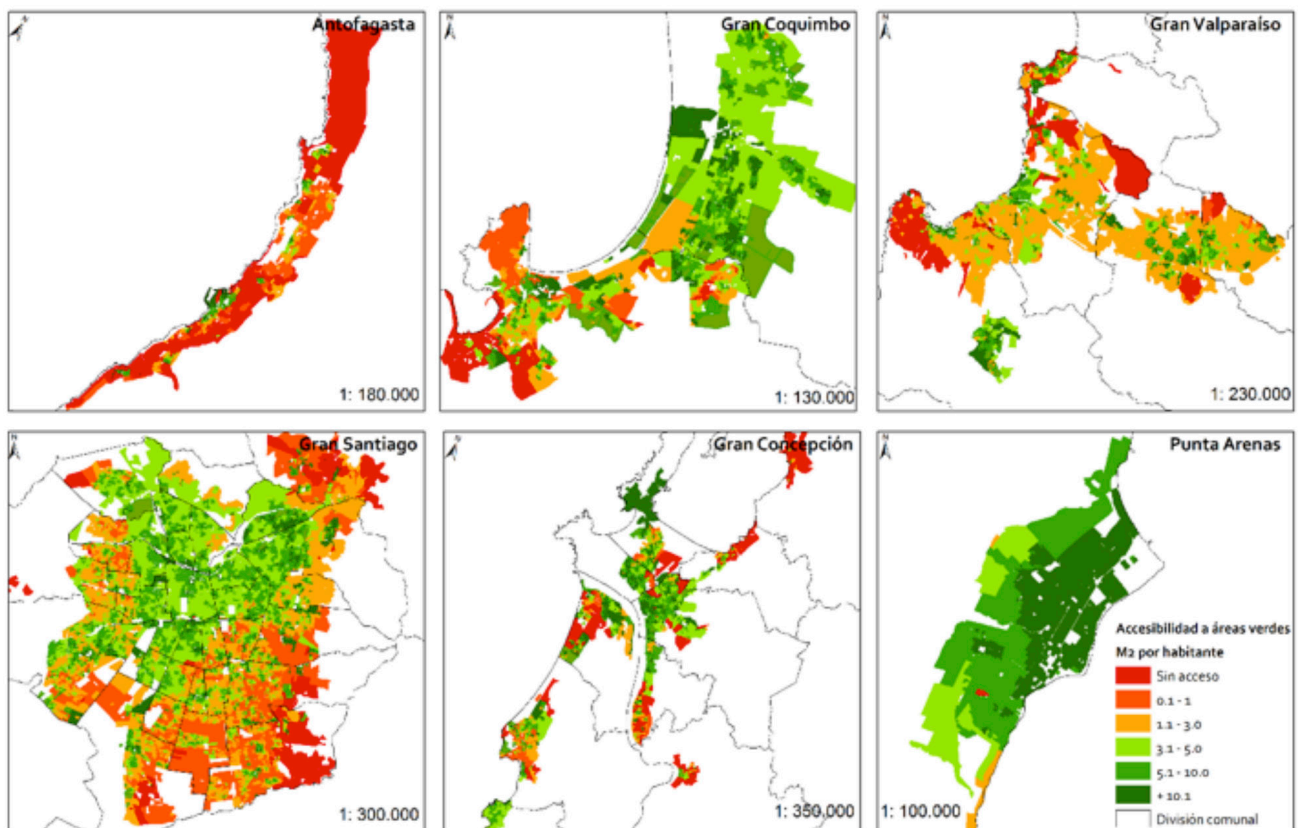 N
Antofagasta
1: 180.000
N
Gran Coquimbo
1: 130.000
N
Gran Valparaíso
1: 230.000
N
Gran Santiago
1: 300.000
N
Gran Concepción
1: 350.000
N
Punta Arenas
1: 100.000
Accesibilidad a áreas verdes
M2 por habitante
Sin acceso
0.1 - 1
1.1 - 3.0
3.1 - 5.0
5.1 - 10.0
+ 10.1
División comunal